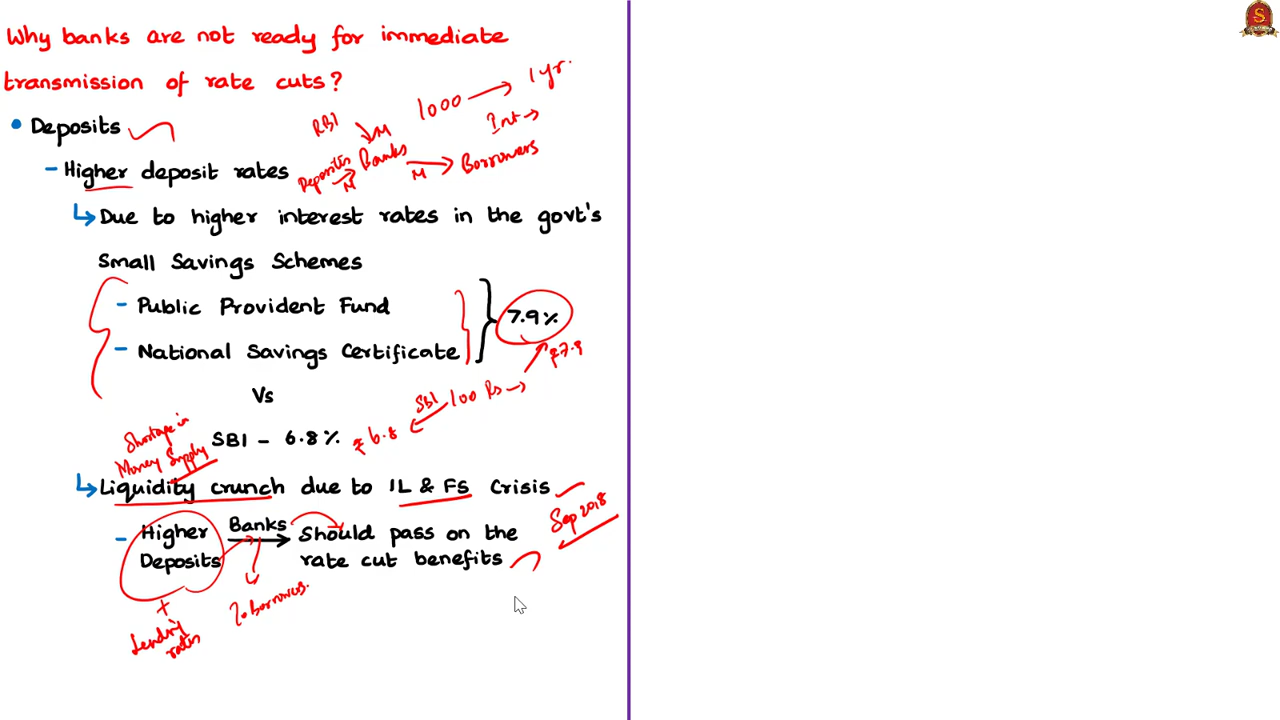 Why banks are not ready for immediate
transmission of rate cuts?
1000 → 1 yr.
• Deposits
RBI
Int →
M
– Higher deposit rates
Deposits → Banks → Borrowers
M
M
↳ Due to higher interest rates in the govt's
Small Savings Schemes
– Public Provident Fund
– National Savings Certificate
7.9%
₹7.9
Vs
SBI 100 Rs →
SBI – 6.8%
₹6.8
Shortage in
Money Supply
↳ Liquidity crunch due to IL & FS Crisis
Sep 2018
– Higher Banks Should pass on the
Deposits → rate cut benefits
+
Lending
rates
borrowers.
S